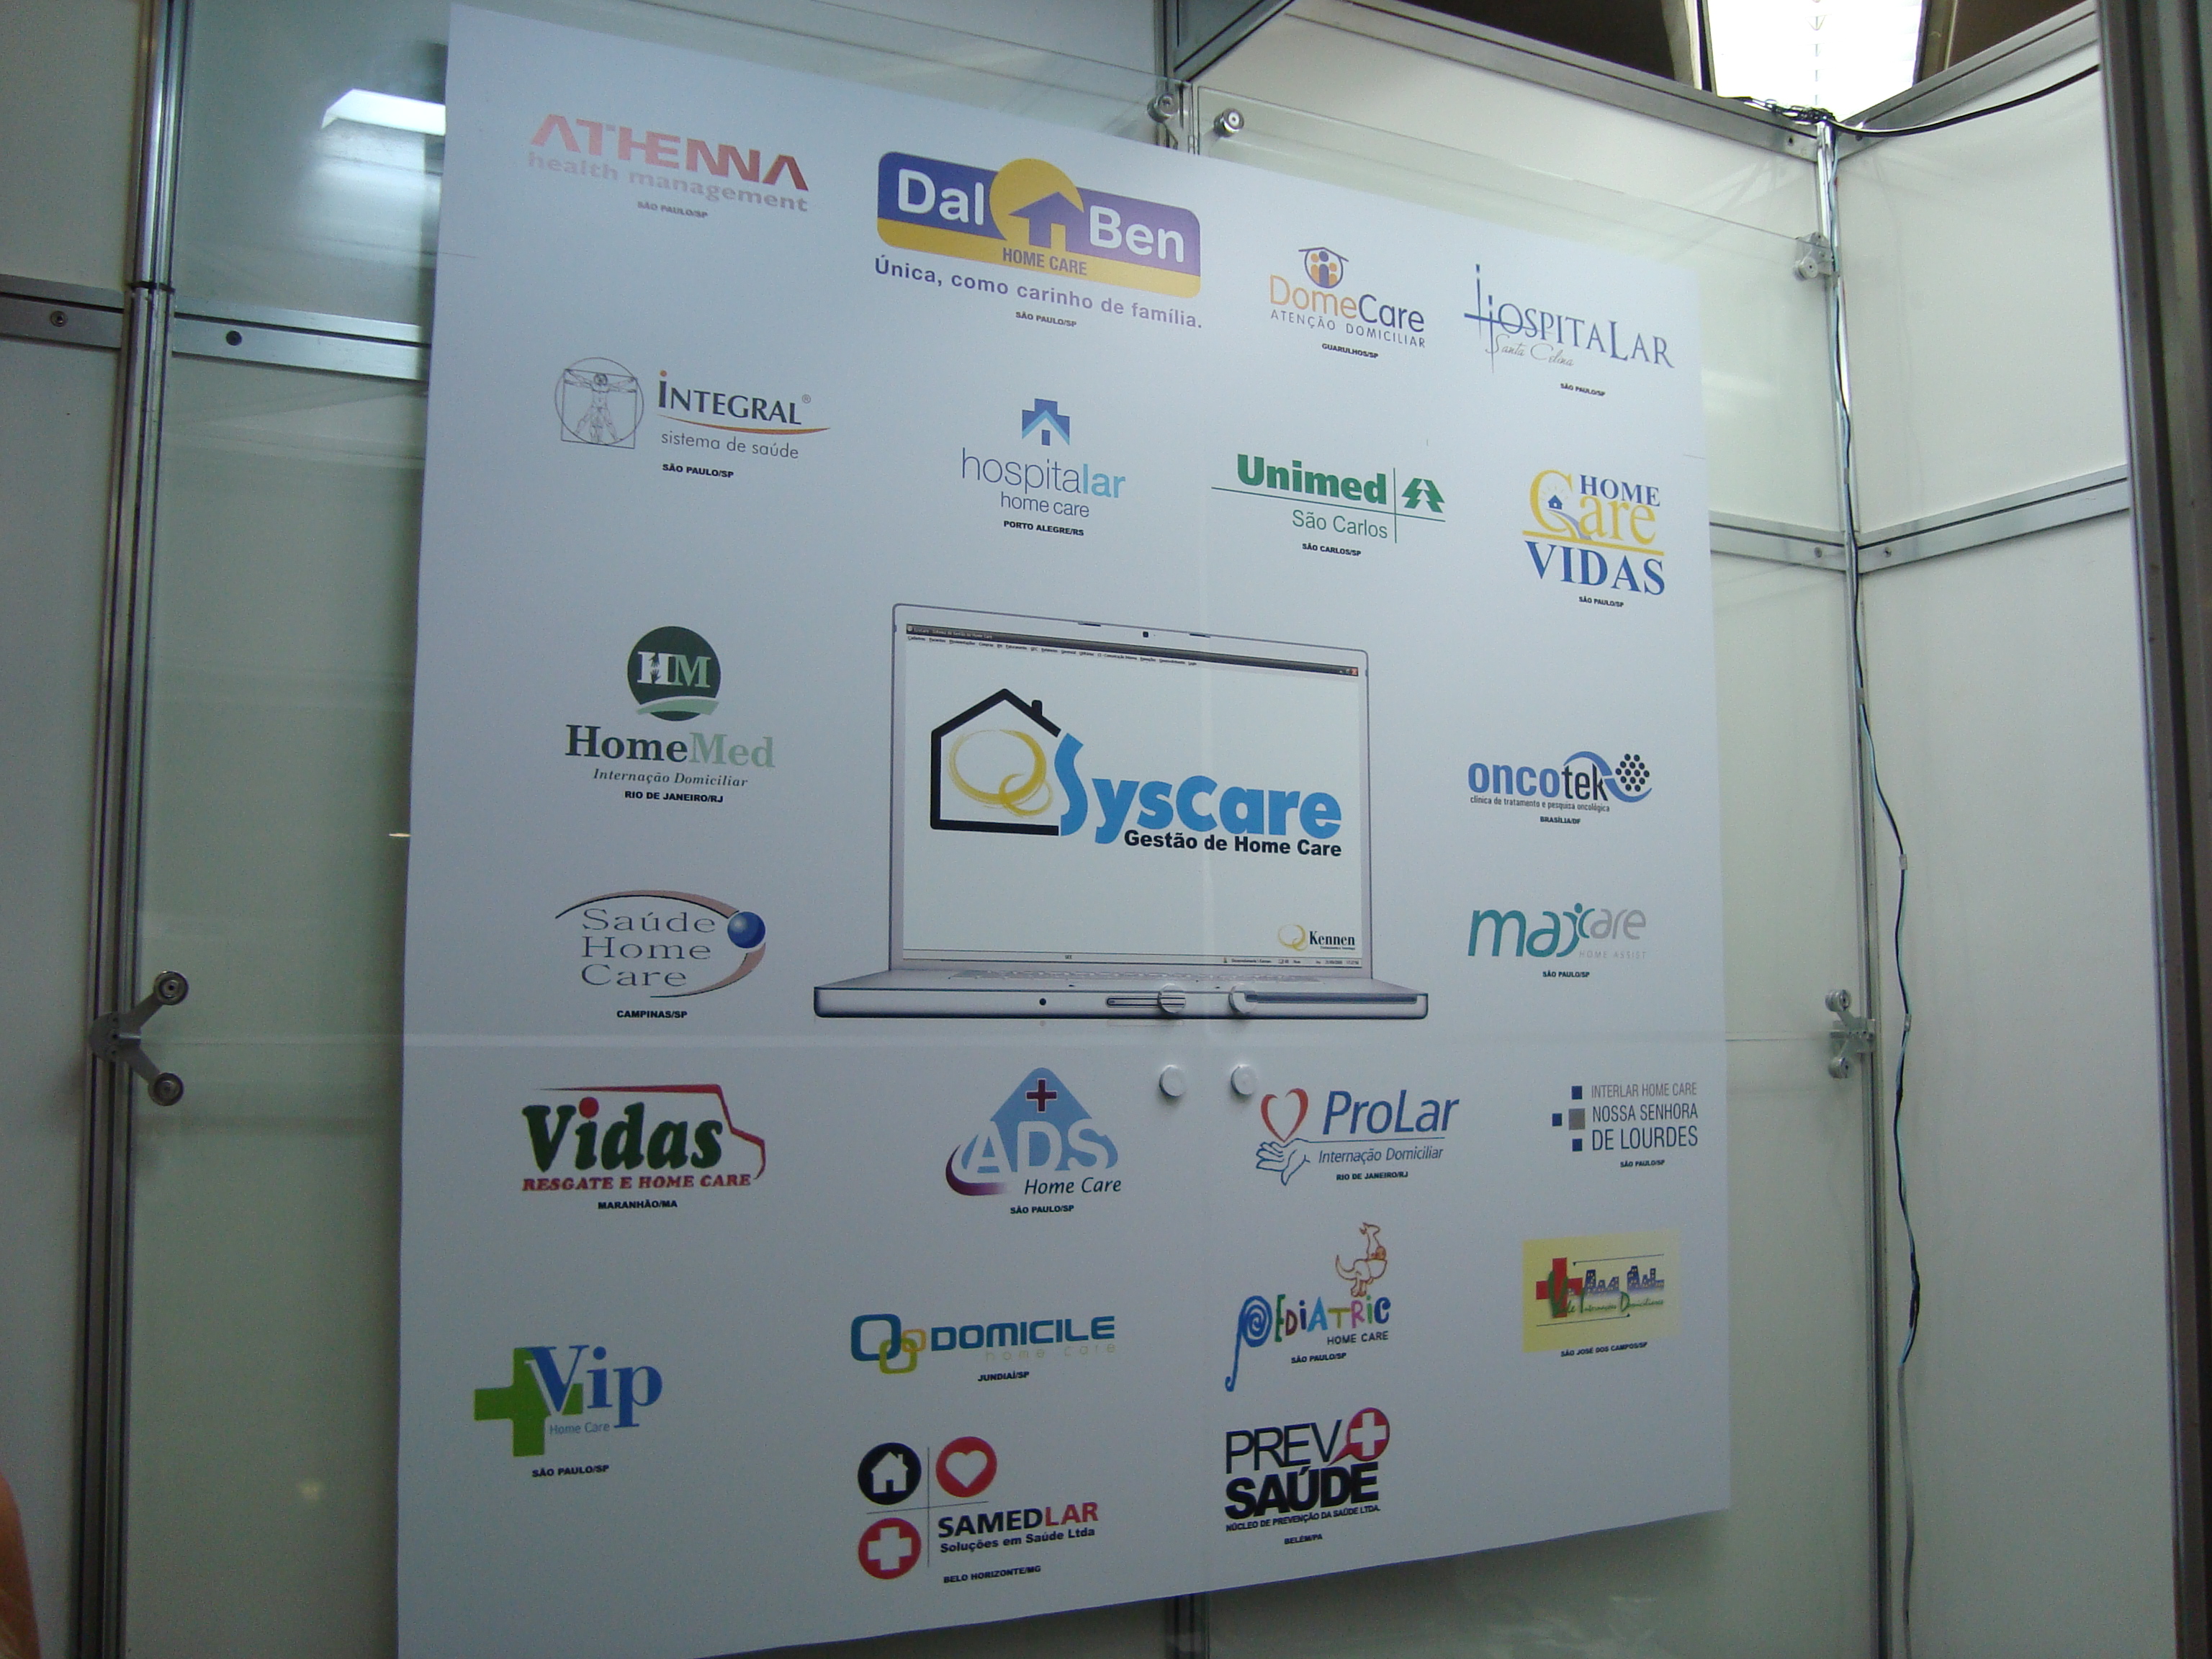 ATHENNA
health management
SÃO PAULO/SP
Dal Ben
HOME CARE
Única, como carinho de família.
SÃO PAULO/SP
DomeCare
ATENÇÃO DOMICILIAR
GUARULHOS/SP
HOSPITALAR
Santa Celina
SÃO PAULO/SP
INTEGRAL®
sistema de saúde
SÃO PAULO/SP
hospitalar
home care
PORTO ALEGRE/RS
Unimed
São Carlos
SÃO CARLOS/SP
HOME
Care
VIDAS
SÃO PAULO/SP
HM
HomeMed
Internação Domiciliar
RIO DE JANEIRO/RJ
SysCare
Gestão de Home Care
Kennen
oncotek
clínica de tratamento e pesquisa oncológica
BRASÍLIA/DF
Saúde
Home
Care
CAMPINAS/SP
majcare
HOME ASSIST
SÃO PAULO/SP
Vidas
RESGATE E HOME CARE
MARANHÃO/MA
ADS
Home Care
SÃO PAULO/SP
ProLar
Internação Domiciliar
RIO DE JANEIRO/RJ
INTERLAR HOME CARE
NOSSA SENHORA
DE LOURDES
SÃO PAULO/SP
Vip
Home Care
SÃO PAULO/SP
DOMICILE
home care
JUNDIAÍ/SP
PEDIATRIC
HOME CARE
SÃO PAULO/SP
SÃO JOSÉ DOS CAMPOS/SP
SAMEDLAR
Soluções em Saúde Ltda
BELO HORIZONTE/MG
PREV
SAÚDE
NÚCLEO DE PREVENÇÃO DA SAÚDE LTDA.
BELÉM/PA